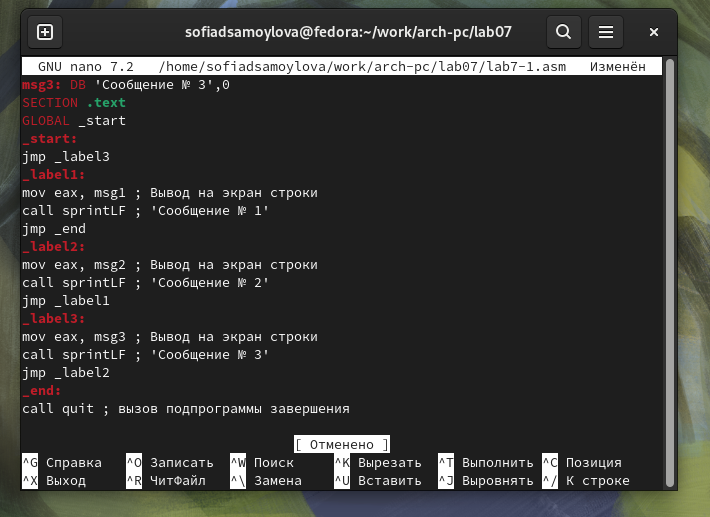 sofiadsamoylova@fedora:~/work/arch-pc/lab07
GNU nano 7.2 /home/sofiadsamoylova/work/arch-pc/lab07/lab7-1.asm Изменён
msg3: DB 'Сообщение № 3',0
SECTION .text
GLOBAL _start
_start:
jmp _label3
_label1:
mov eax, msg1 ; Вывод на экран строки
call sprintLF ; 'Сообщение № 1'
jmp _end
_label2:
mov eax, msg2 ; Вывод на экран строки
call sprintLF ; 'Сообщение № 2'
jmp _label1
_label3:
mov eax, msg3 ; Вывод на экран строки
call sprintLF ; 'Сообщение № 3'
jmp _label2
_end:
call quit ; вызов подпрограммы завершения
[ Отменено ]
^G Справка ^O Записать ^W Поиск ^K Вырезать ^T Выполнить ^C Позиция
^X Выход ^R ЧитФайл ^\ Замена ^U Вставить ^J Выровнять ^/ К строке